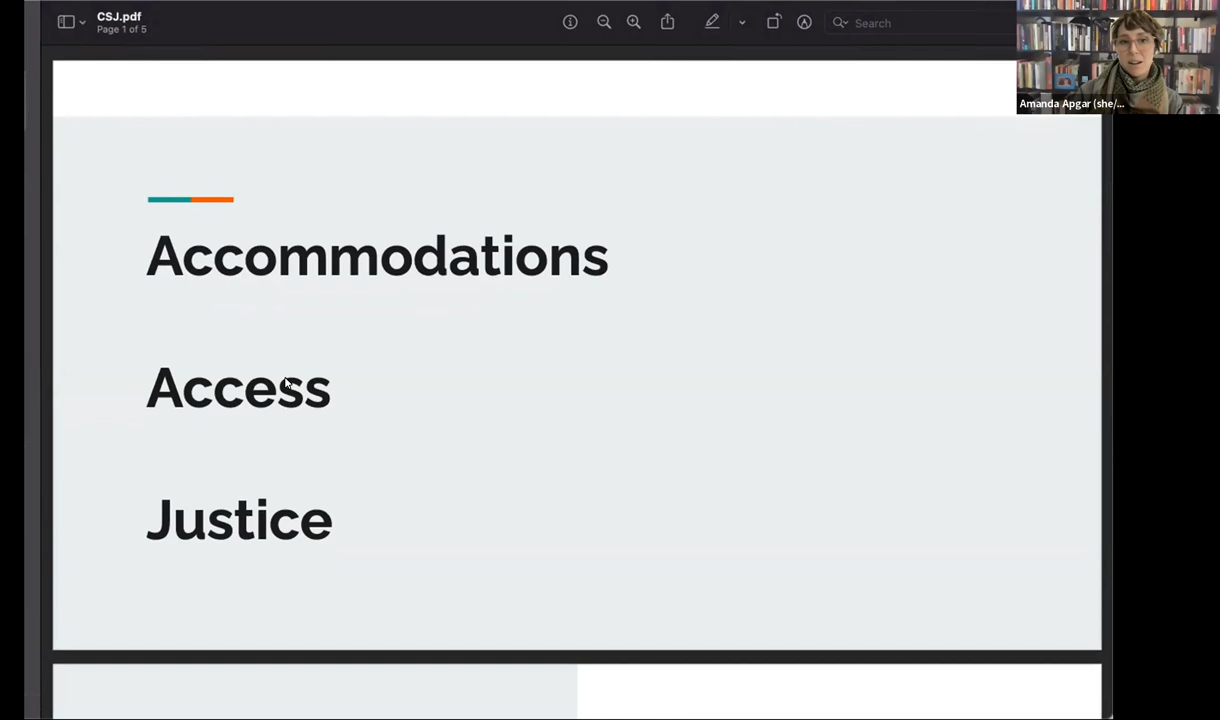 CSJ.pdf
Page 1 of 5
Search
Amanda Apgar (she/...
Accommodations
Access
Justice